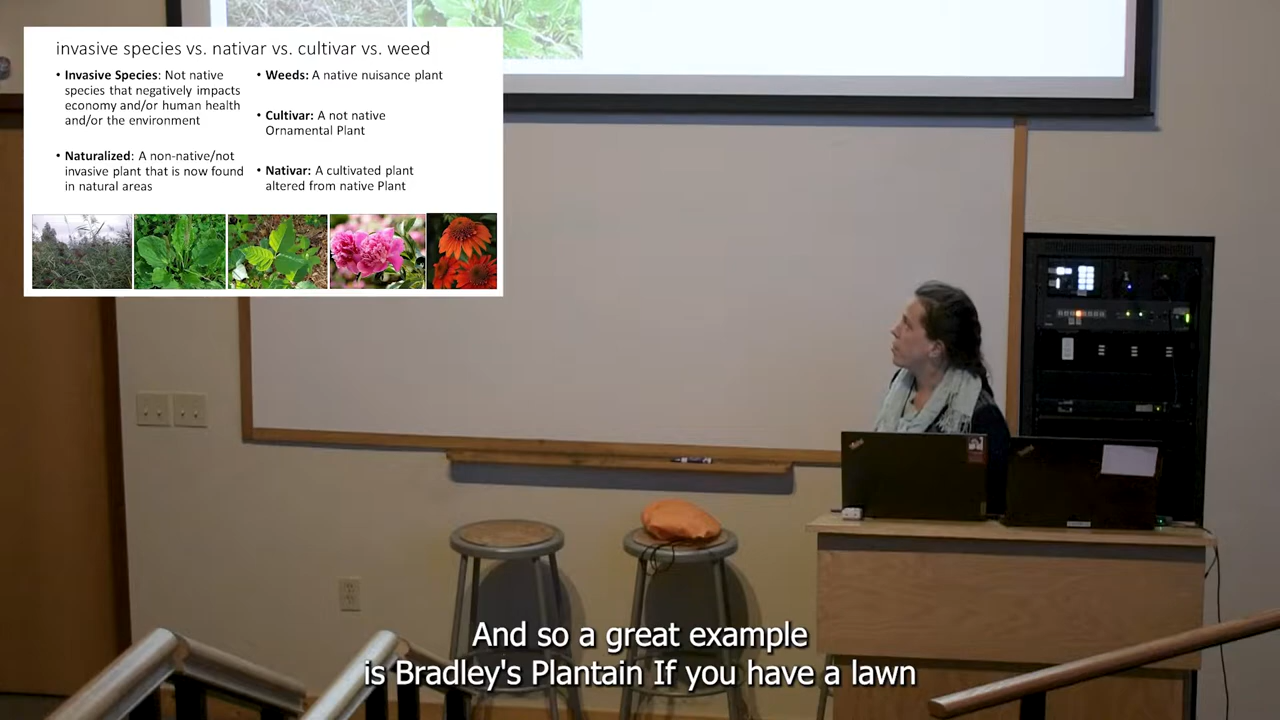 invasive species vs. nativar vs. cultivar vs. weed
• Invasive Species: Not native
species that negatively impacts
economy and/or human health
and/or the environment
• Naturalized: A non-native/not
invasive plant that is now found
in natural areas
• Weeds: A native nuisance plant
• Cultivar: A not native
Ornamental Plant
• Nativar: A cultivated plant
altered from native Plant
And so a great example
is Bradley's Plantain If you have a lawn